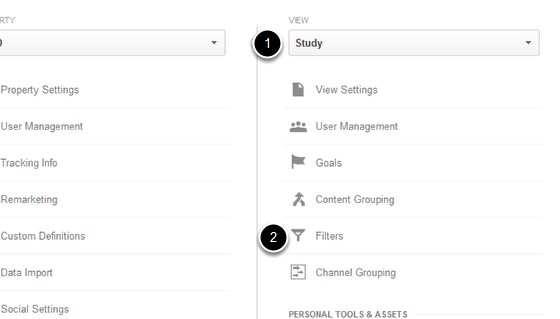 RTY
Property Settings
User Management
Tracking Info
Remarketing
Custom Definitions
Data Import
Social Settings
VIEW
1
Study
View Settings
User Management
Goals
Content Grouping
2
Filters
Channel Grouping
PERSONAL TOOLS & ASSETS